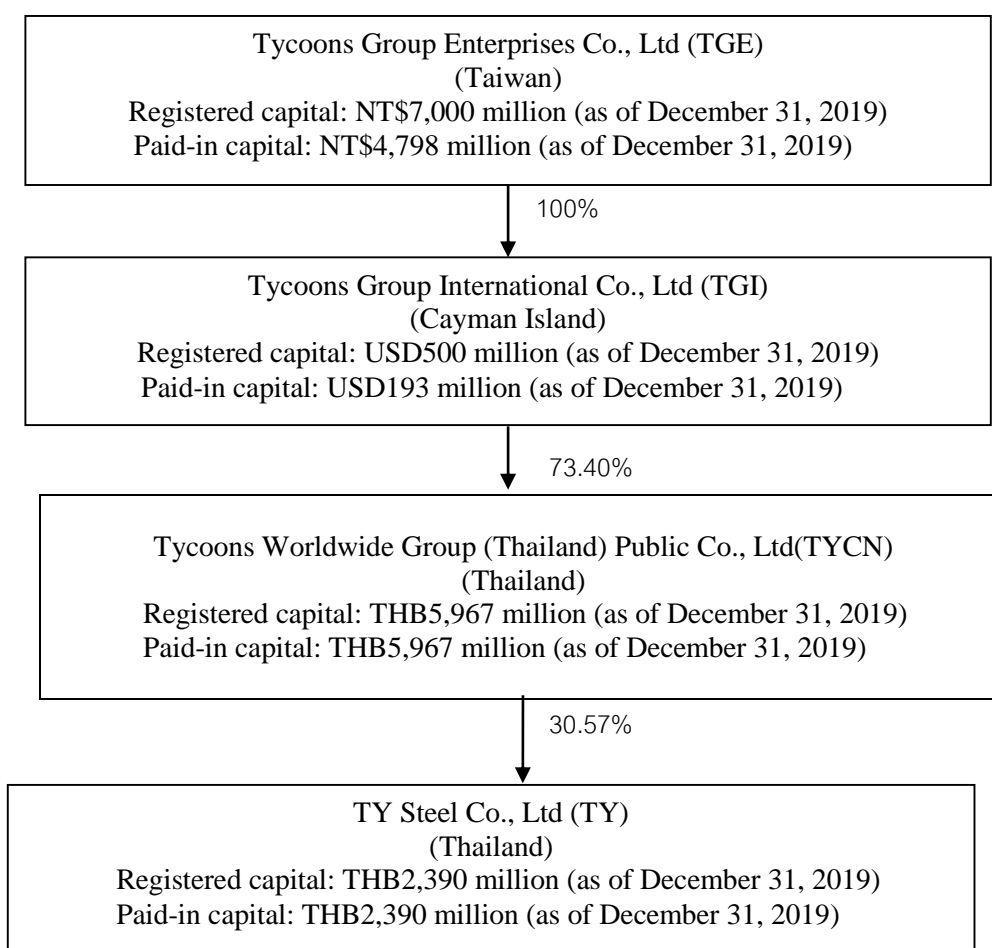 Tycoons Group Enterprises Co., Ltd (TGE)
(Taiwan)
Registered capital: NT$7,000 million (as of December 31, 2019)
Paid-in capital: NT$4,798 million (as of December 31, 2019)
100%
Tycoons Group International Co., Ltd (TGI)
(Cayman Island)
Registered capital: USD500 million (as of December 31, 2019)
Paid-in capital: USD193 million (as of December 31, 2019)
73.40%
Tycoons Worldwide Group (Thailand) Public Co., Ltd(TYCN)
(Thailand)
Registered capital: THB5,967 million (as of December 31, 2019)
Paid-in capital: THB5,967 million (as of December 31, 2019)
30.57%
TY Steel Co., Ltd (TY)
(Thailand)
Registered capital: THB2,390 million (as of December 31, 2019)
Paid-in capital: THB2,390 million (as of December 31, 2019)